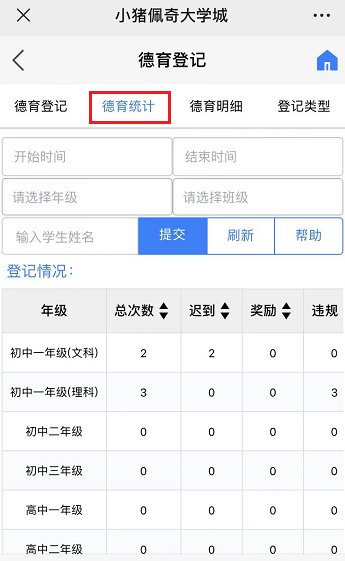 小猪佩奇大学城
德育登记
德育登记 德育统计 德育明细 登记类型
开始时间 结束时间
请选择年级 请选择班级
输入学生姓名 提交 刷新 帮助
登记情况：
年级 总次数 迟到 奖励 违规
初中一年级(文科) 2 2 0 0
初中一年级(理科) 3 0 0 3
初中二年级 0 0 0 0
初中三年级 0 0 0 0
高中一年级 0 0 0 0
高中二年级 0 0 0 0